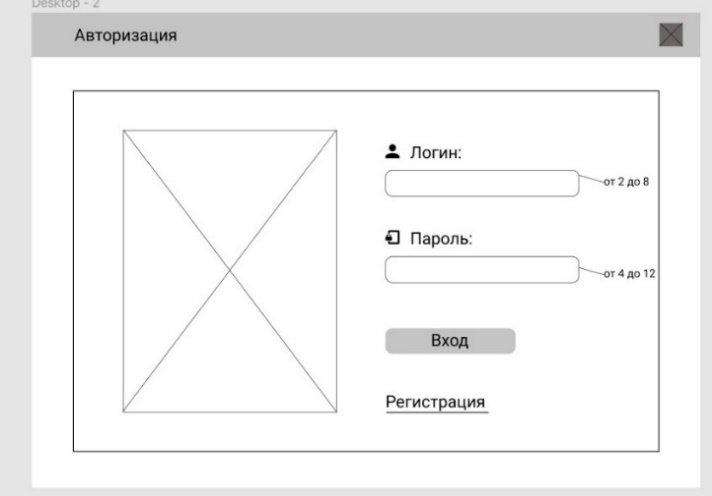 Desktop - 2
Авторизация
Логин:
от 2 до 8
Пароль:
от 4 до 12
Вход
Регистрация